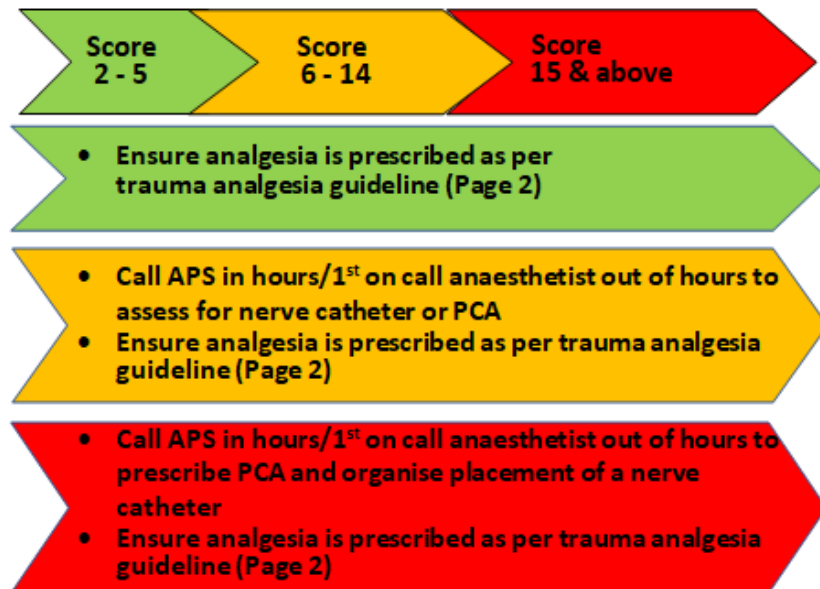 Score
2 - 5
Score
6 - 14
Score
15 & above
• Ensure analgesia is prescribed as per
trauma analgesia guideline (Page 2)
• Call APS in hours/1st on call anaesthetist out of hours to
assess for nerve catheter or PCA
• Ensure analgesia is prescribed as per trauma analgesia
guideline (Page 2)
• Call APS in hours/1st on call anaesthetist out of hours to
prescribe PCA and organise placement of a nerve
catheter
• Ensure analgesia is prescribed as per trauma analgesia
guideline (Page 2)